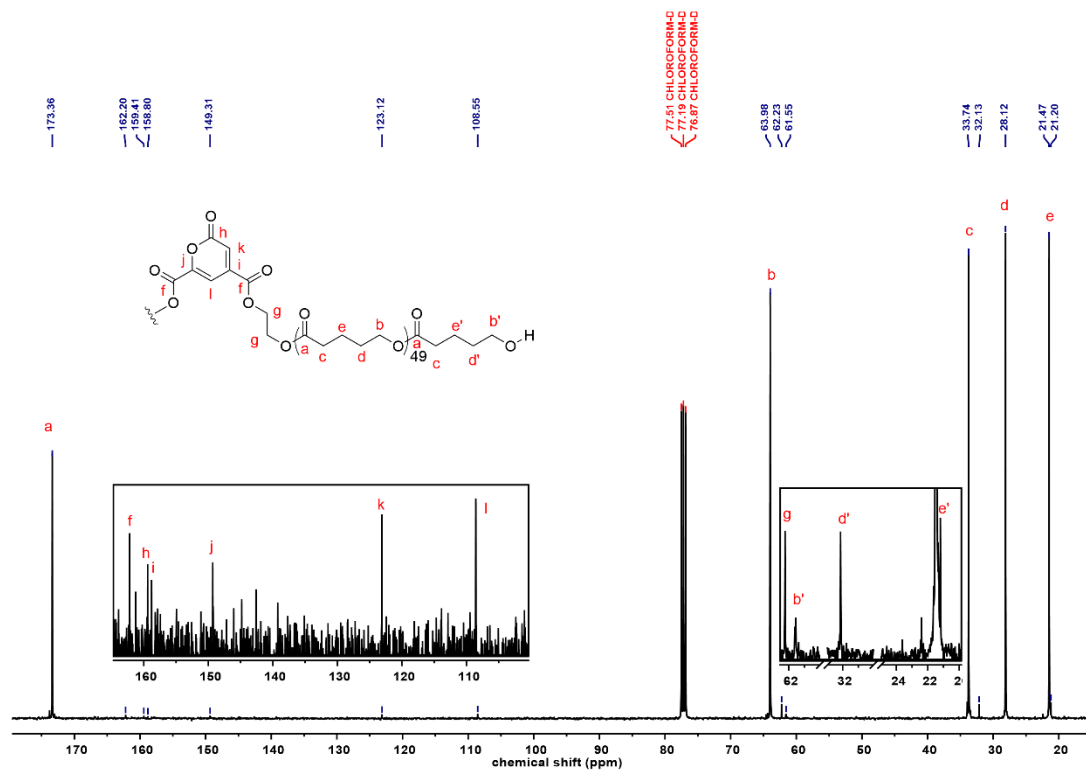 173.36
162.20
159.41
158.80
149.31
123.12
108.55
77.51 CHLOROFORM-D
77.19 CHLOROFORM-D
76.87 CHLOROFORM-D
63.98
62.23
61.55
33.74
32.13
28.12
21.47
21.20
O
h
O
k
j
i
O
O
f
l
f
O
O
g
g
O
O
a
c
e
d
b
O
49
O
a
c
e'
d'
b'
O
H
a
b
c
d
e
f
h
i
j
k
l
160 150 140 130 120 110
g
b'
d'
e'
62 32 24 22 20
170 160 150 140 130 120 110 100 90 80 70 60 50 40 30 20
chemical shift (ppm)